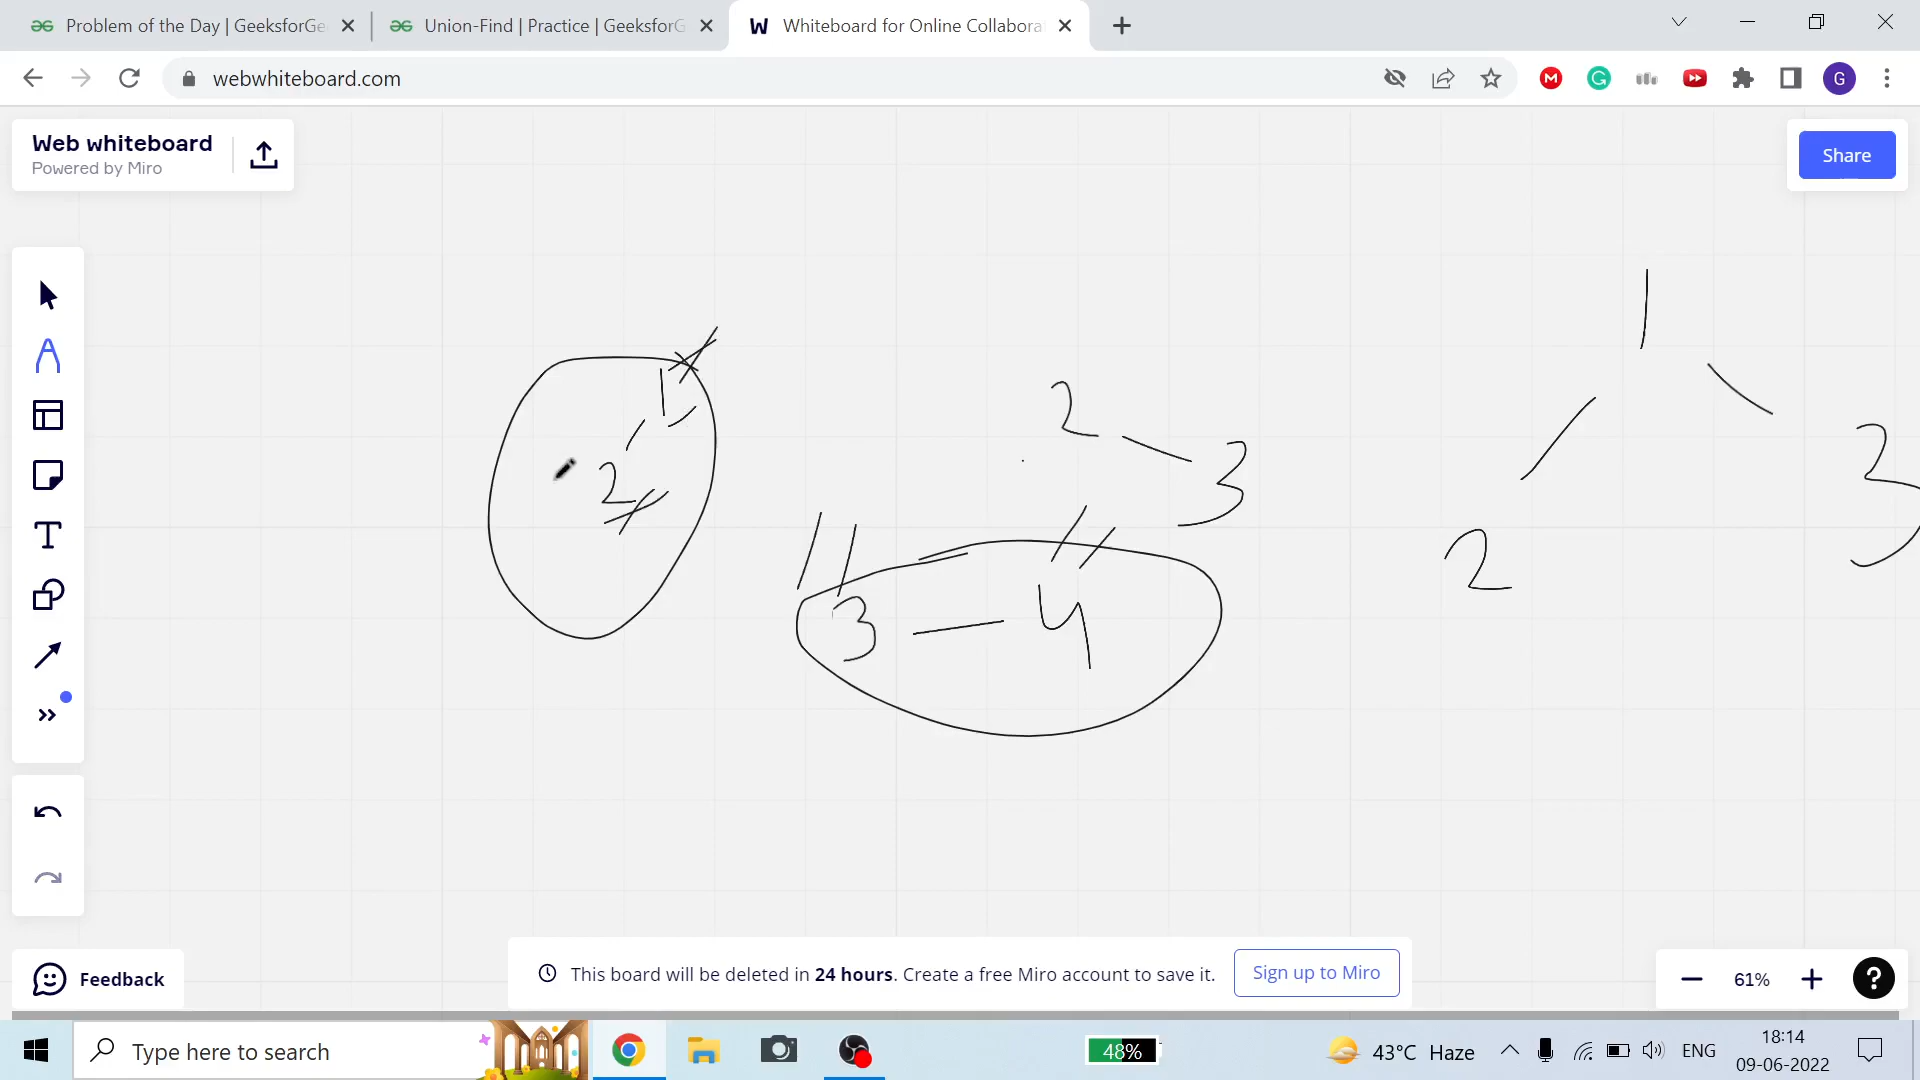 Problem of the Day | GeeksforGe
Union-Find | Practice | GeeksforG
W Whiteboard for Online Collabora
webwhiteboard.com
M
G
G
Web whiteboard
Powered by Miro
Share
1
2
2
3
3 4
1
2
3
T
Feedback
This board will be deleted in 24 hours. Create a free Miro account to save it.
Sign up to Miro
61%
?
Type here to search
48%
43°C Haze
ENG
18:14
09-06-2022